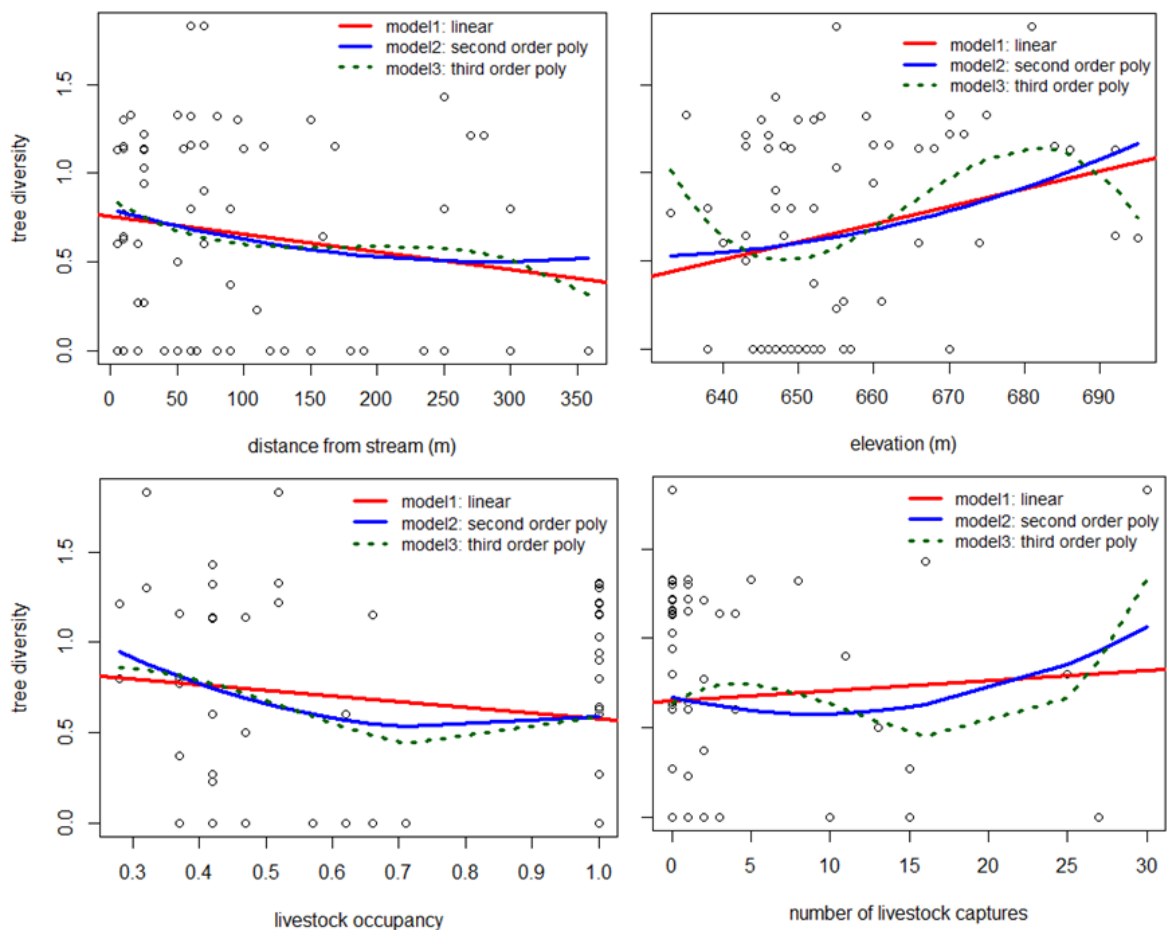 model1: linear
model2: second order poly
model3: third order poly
tree diversity
0.0
0.5
1.0
1.5
0 50 100 150 200 250 300 350
distance from stream (m)
model1: linear
model2: second order poly
model3: third order poly
640 650 660 670 680 690
elevation (m)
model1: linear
model2: second order poly
model3: third order poly
tree diversity
0.0
0.5
1.0
1.5
0.3 0.4 0.5 0.6 0.7 0.8 0.9 1.0
livestock occupancy
model1: linear
model2: second order poly
model3: third order poly
0 5 10 15 20 25 30
number of livestock captures